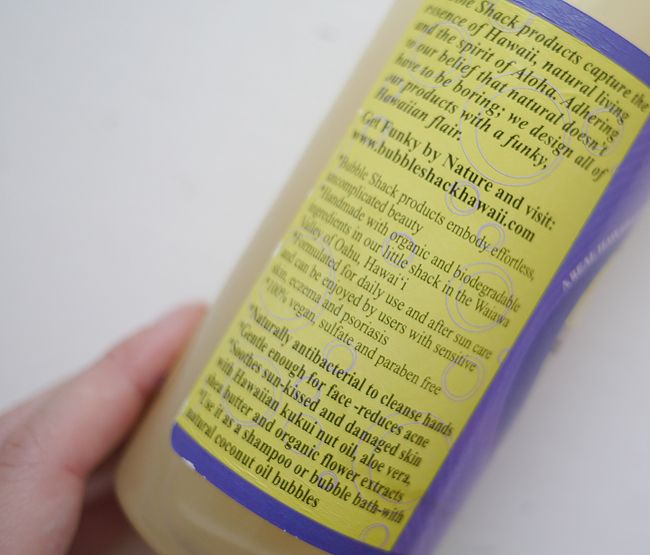 Shack products capture the
essence of Hawaii, natural living
and the spirit of Aloha. Adhering
to our belief that natural doesn't
have to be boring; we design all of
our products with a funky,
Hawaiian flair.
Get Funky by Nature and visit:
www.bubbleshackhawaii.com
*Bubble Shack products embody effortless,
uncomplicated beauty
*Handmade with organic and biodegradable
ingredients in our little shack in the Waiawa
Valley of Oahu, Hawai'i
*Formulated for daily use and after sun care
and can be enjoyed by users with sensitive
skin, eczema and psoriasis
*100% vegan, sulfate and paraben free
*Naturally antibacterial to cleanse hands
*Gentle enough for face -reduces acne
*Soothes sun-kissed and damaged skin
with Hawaiian kukui nut oil, aloe vera,
shea butter and organic flower extracts
*Use it as a shampoo or bubble bath-with
natural coconut oil bubbles
A REAL